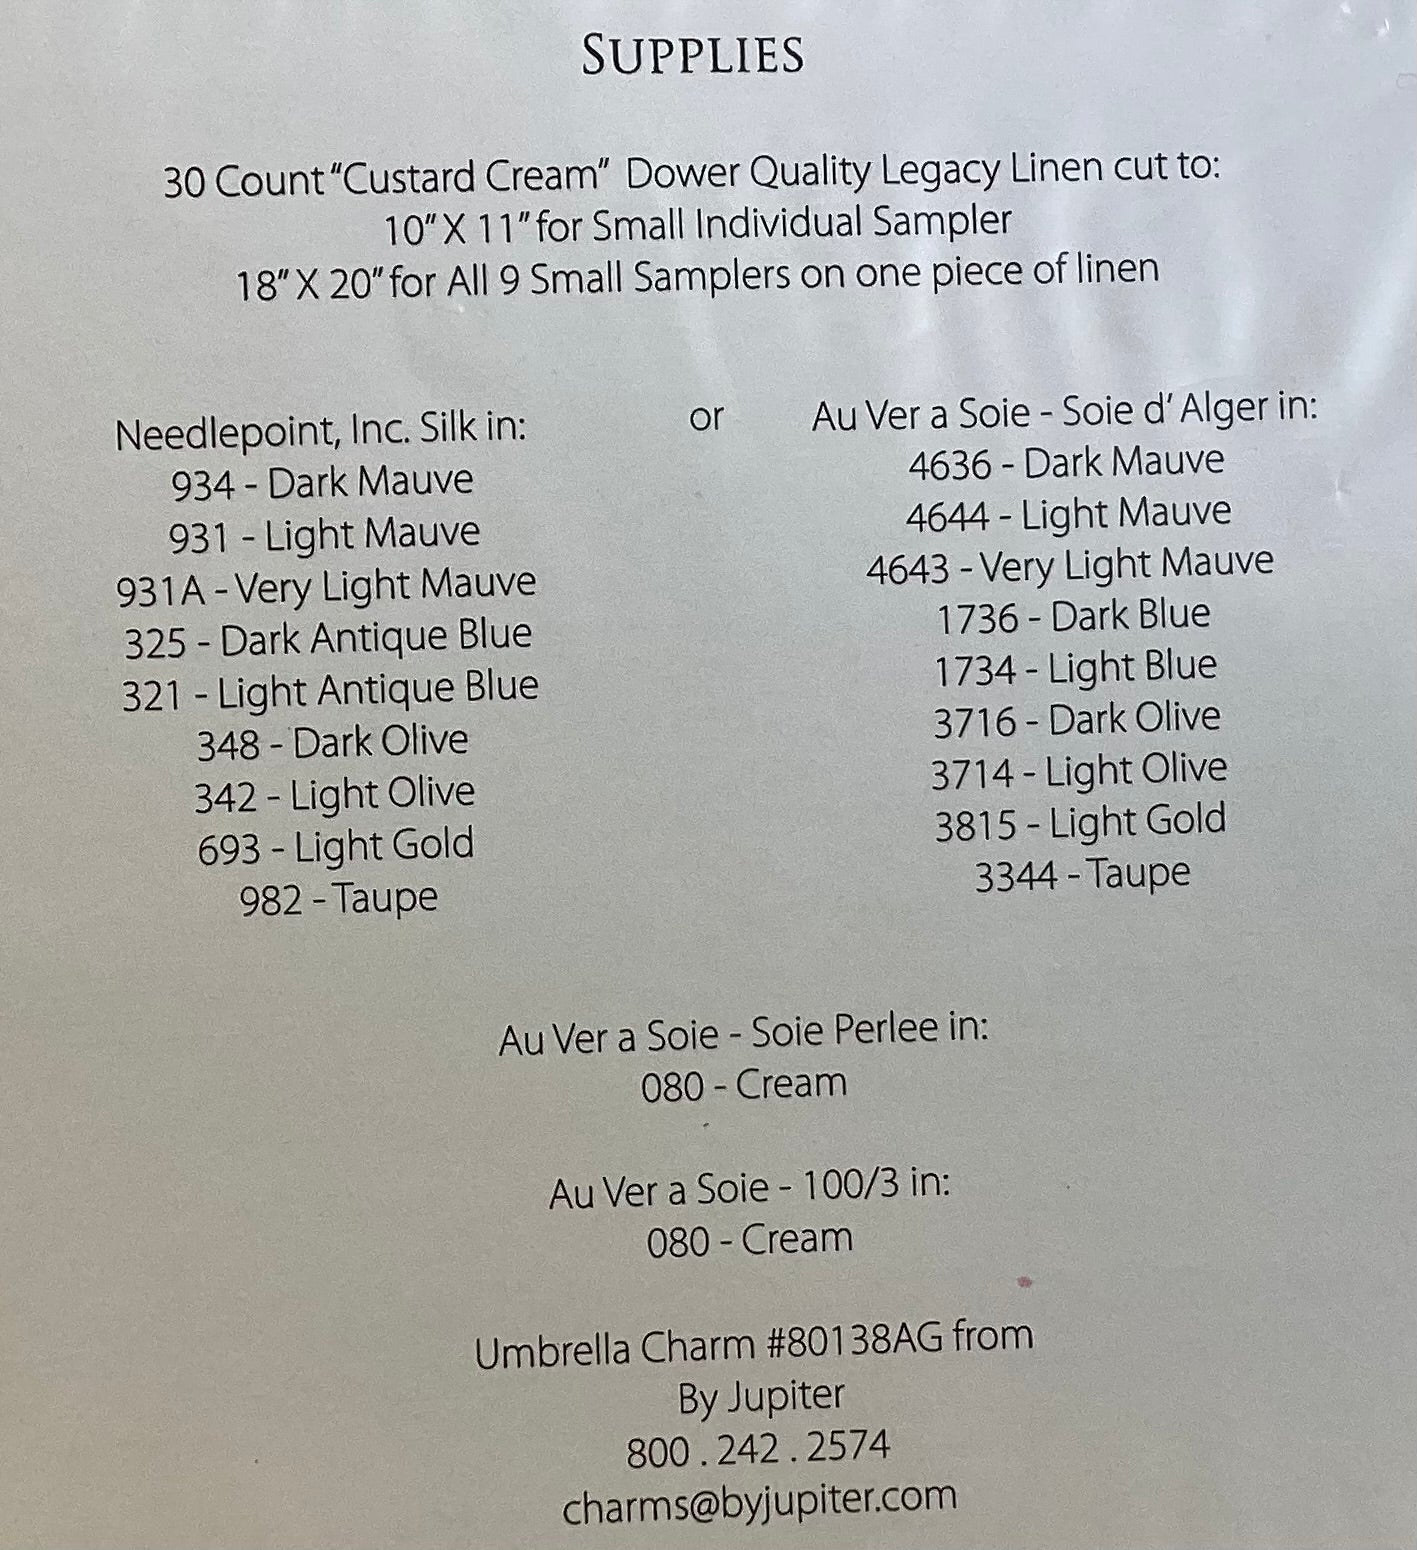 SUPPLIES
30 Count "Custard Cream" Dower Quality Legacy Linen cut to:
10" X 11" for Small Individual Sampler
18" X 20" for All 9 Small Samplers on one piece of linen
Needlepoint, Inc. Silk in:
934 - Dark Mauve
931 - Light Mauve
931A - Very Light Mauve
325 - Dark Antique Blue
321 - Light Antique Blue
348 - Dark Olive
342 - Light Olive
693 - Light Gold
982 - Taupe
or
Au Ver a Soie - Soie d' Alger in:
4636 - Dark Mauve
4644 - Light Mauve
4643 - Very Light Mauve
1736 - Dark Blue
1734 - Light Blue
3716 - Dark Olive
3714 - Light Olive
3815 - Light Gold
3344 - Taupe
Au Ver a Soie - Soie Perlee in:
080 - Cream
Au Ver a Soie - 100/3 in:
080 - Cream
Umbrella Charm #80138AG from
By Jupiter
800 . 242 . 2574
charms@byjupiter.com